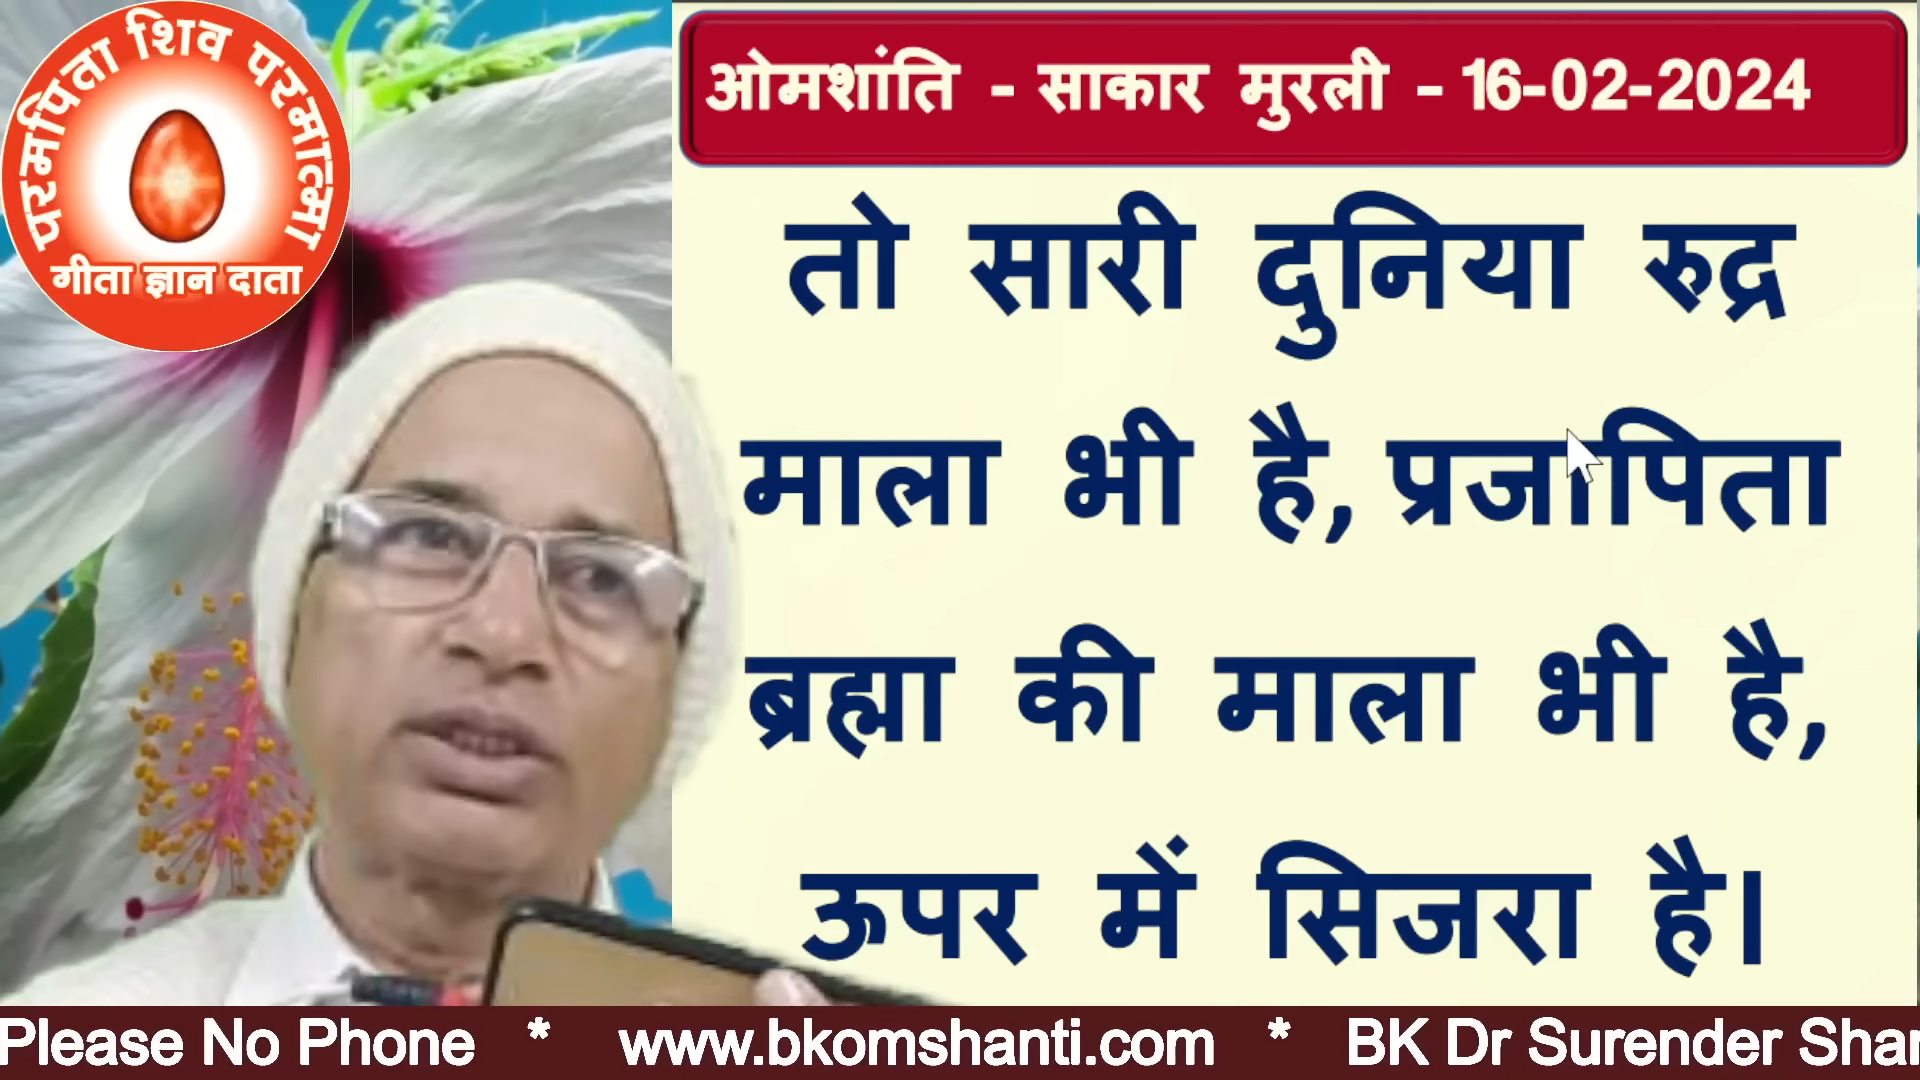 परमपिता शिव परमात्मा
गीता ज्ञान दाता
ओमशांति - साकार मुरली - 16-02-2024
तो सारी दुनिया रुद्र
माला भी है, प्रजापिता
ब्रह्मा की माला भी है,
ऊपर में सिजरा है।
Please No Phone * www.bkomshanti.com * BK Dr Surender Shar